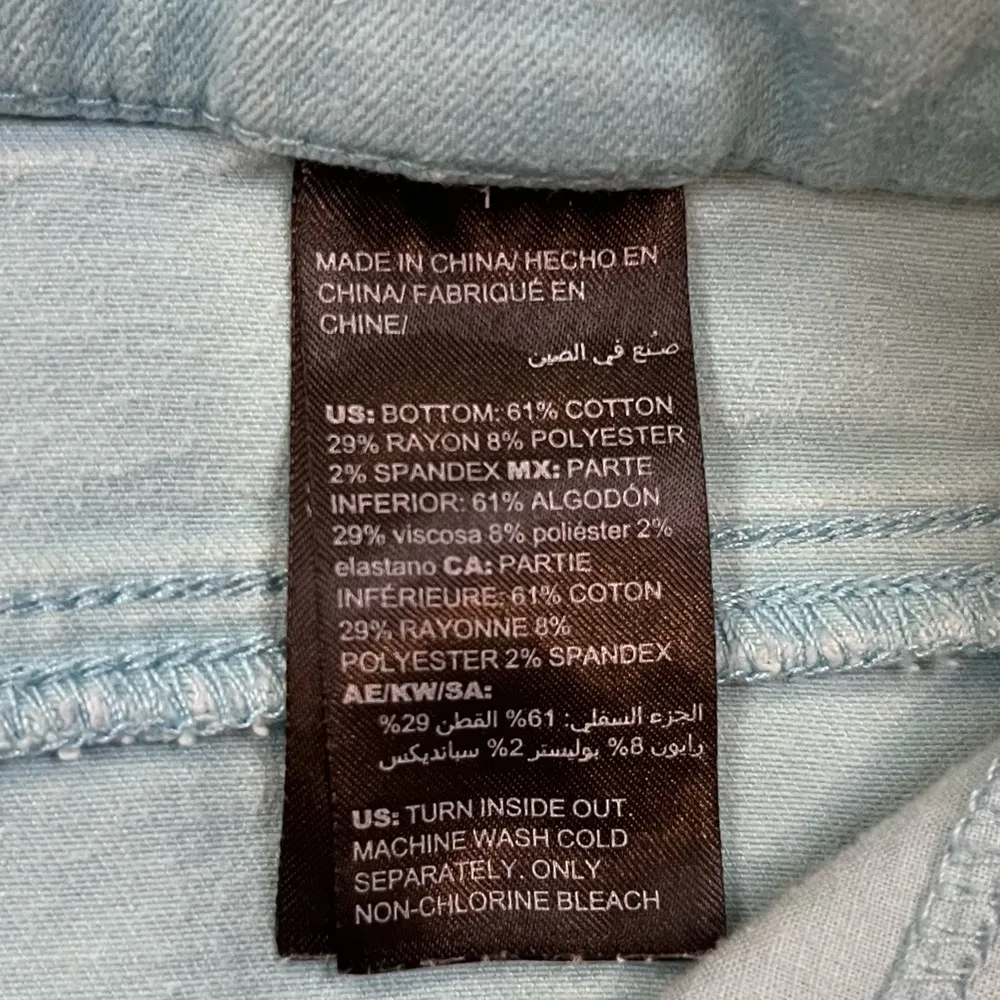 1
MADE IN CHINA/ HECHO EN
CHINA/ FABRIQUÉ EN
CHINE/
صُنع في الصين
US: BOTTOM: 61% COTTON
29% RAYON 8% POLYESTER
2% SPANDEX MX: PARTE
INFERIOR: 61% ALGODÓN
29% viscosa 8% poliéster 2%
elastano CA: PARTIE
INFÉRIEURE: 61% COTON
29% RAYONNE 8%
POLYESTER 2% SPANDEX
AE/KW/SA:
الجزء السفلي: 61% القطن 29%
رايون 8% بوليستر 2% سبانديكس
US: TURN INSIDE OUT.
MACHINE WASH COLD
SEPARATELY. ONLY
NON-CHLORINE BLEACH